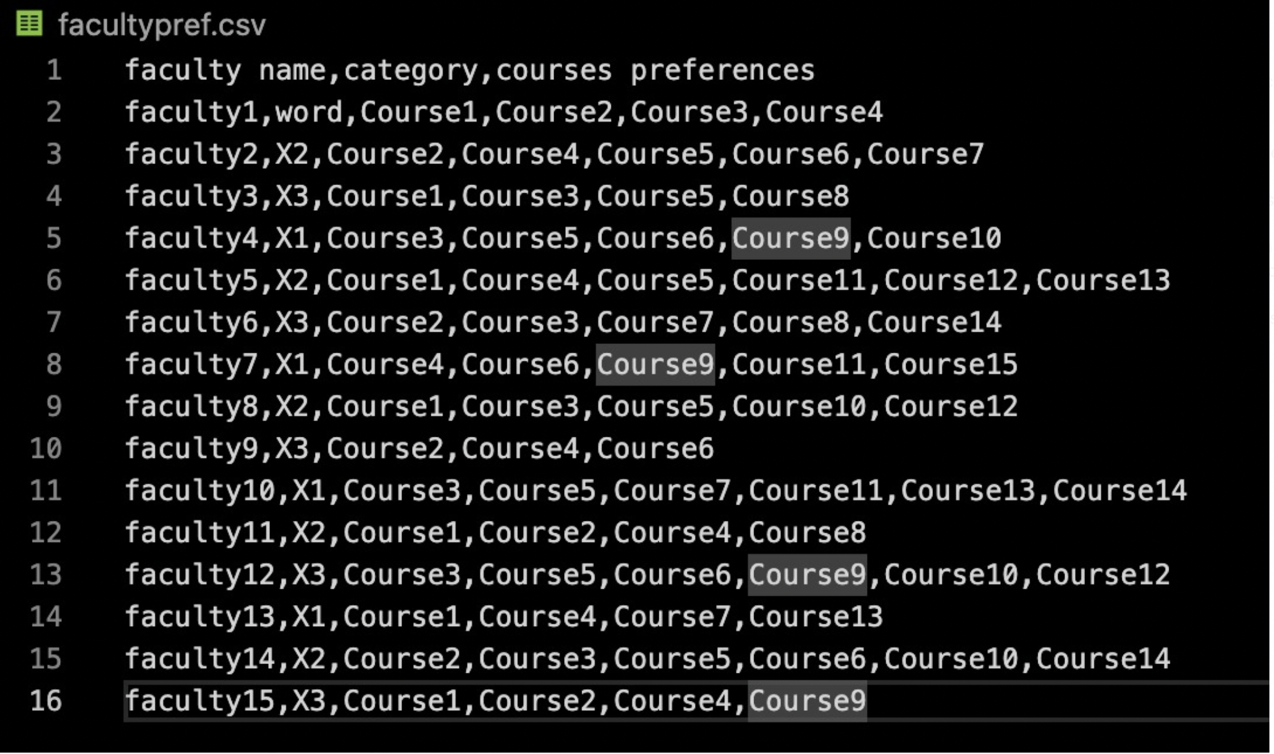 facultypref.csv
1 faculty name,category,courses preferences
2 faculty1,word,Course1,Course2,Course3,Course4
3 faculty2,X2,Course2,Course4,Course5,Course6,Course7
4 faculty3,X3,Course1,Course3,Course5,Course8
5 faculty4,X1,Course3,Course5,Course6,Course9,Course10
6 faculty5,X2,Course1,Course4,Course5,Course11,Course12,Course13
7 faculty6,X3,Course2,Course3,Course7,Course8,Course14
8 faculty7,X1,Course4,Course6,Course9,Course11,Course15
9 faculty8,X2,Course1,Course3,Course5,Course10,Course12
10 faculty9,X3,Course2,Course4,Course6
11 faculty10,X1,Course3,Course5,Course7,Course11,Course13,Course14
12 faculty11,X2,Course1,Course2,Course4,Course8
13 faculty12,X3,Course3,Course5,Course6,Course9,Course10,Course12
14 faculty13,X1,Course1,Course4,Course7,Course13
15 faculty14,X2,Course2,Course3,Course5,Course6,Course10,Course14
16 faculty15,X3,Course1,Course2,Course4,Course9